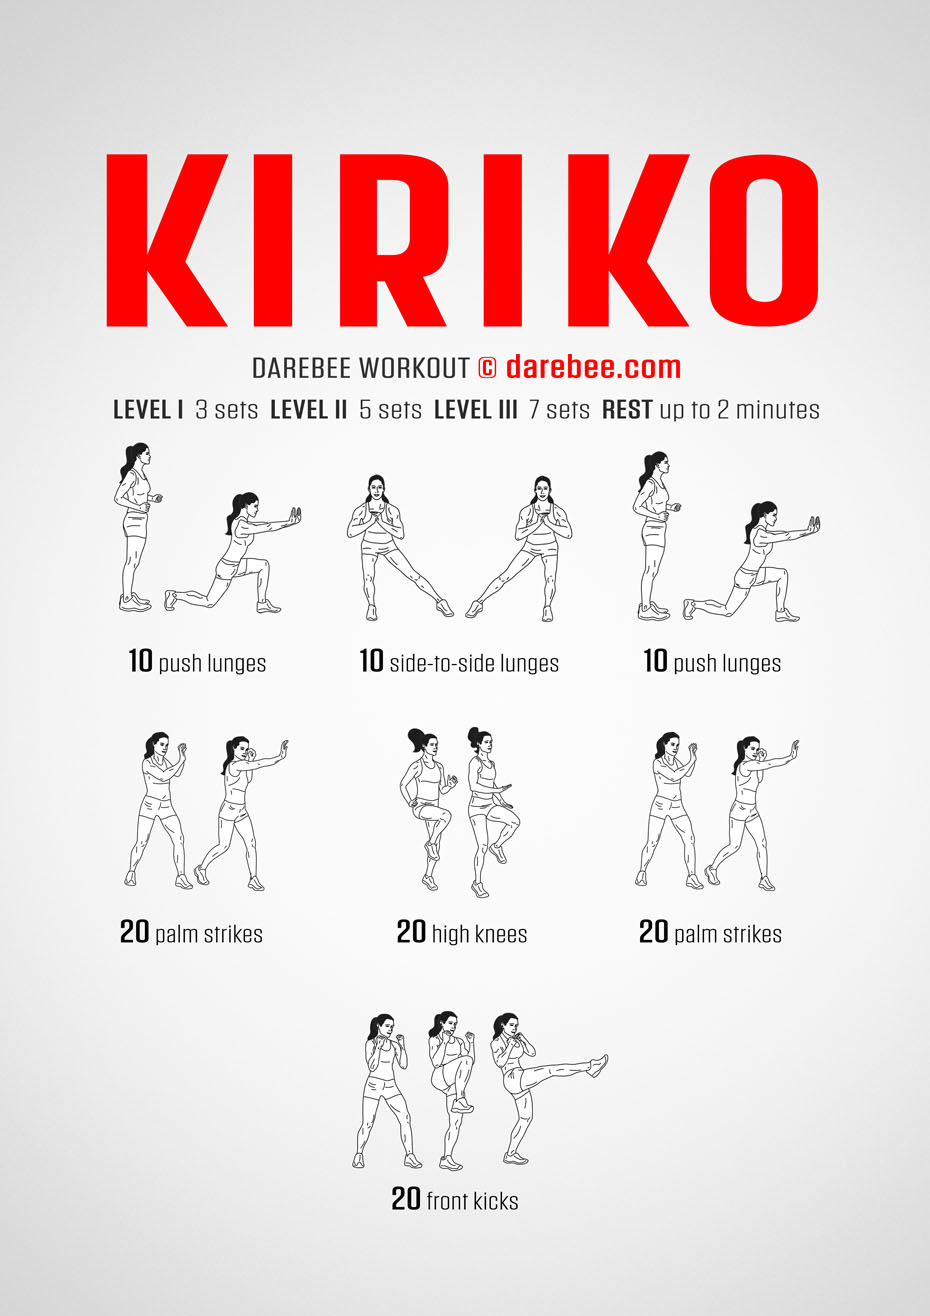 KIRIKO
DAREBEE WORKOUT © darebee.com
LEVEL I 3 sets LEVEL II 5 sets LEVEL III 7 sets REST up to 2 minutes
10 push lunges
10 side-to-side lunges
10 push lunges
20 palm strikes
20 high knees
20 palm strikes
20 front kicks